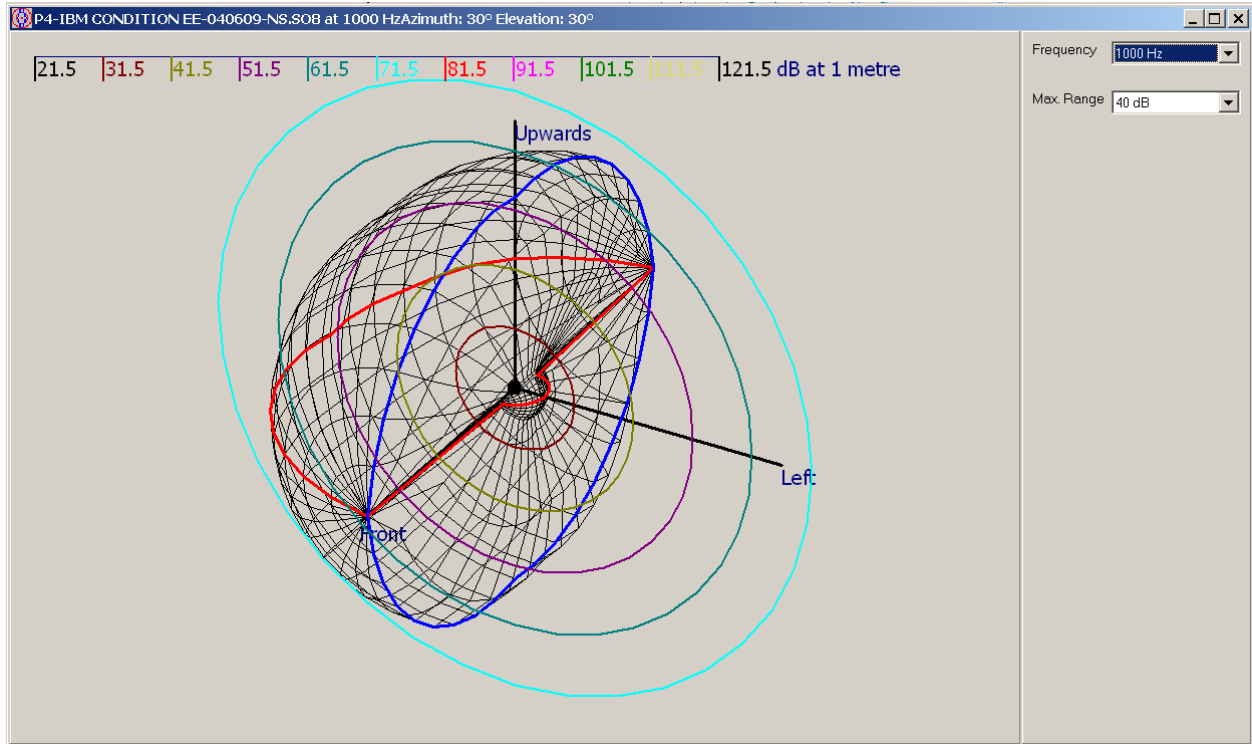 P4-IBM CONDITION EE-040609-NS.SO8 at 1000 HzAzimuth: 30° Elevation: 30°
21.5 31.5 41.5 51.5 61.5 71.5 81.5 91.5 101.5 111.5 121.5 dB at 1 metre
Frequency 1000 Hz
Max. Range 40 dB
Upwards
Left
Front